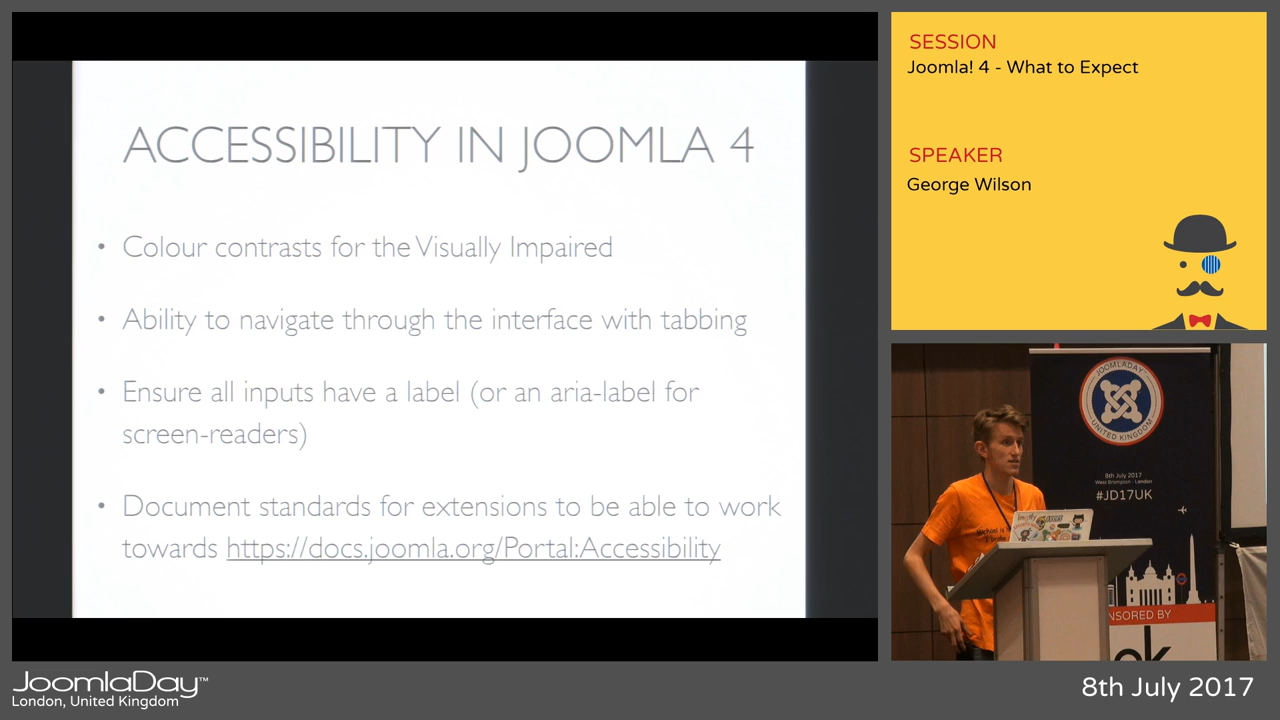 ACCESSIBILITY IN JOOMLA 4
• Colour contrasts for the Visually Impaired
• Ability to navigate through the interface with tabbing
• Ensure all inputs have a label (or an aria-label for
screen-readers)
• Document standards for extensions to be able to work
towards https://docs.joomla.org/Portal:Accessibility
SESSION
Joomla! 4 - What to Expect
SPEAKER
George Wilson
JOOMLADAY
UNITED KINGDOM
8th July 2017
West Brompton - London
#JD17UK
NSORED BY
JoomlaDay™
London, United Kingdom
8th July 2017